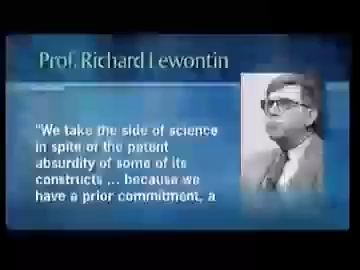 Prof. Richard Lewontin
"We take the side of science
in spite of the patent
absurdity of some of its
constructs ... because we
have a prior commitment, a